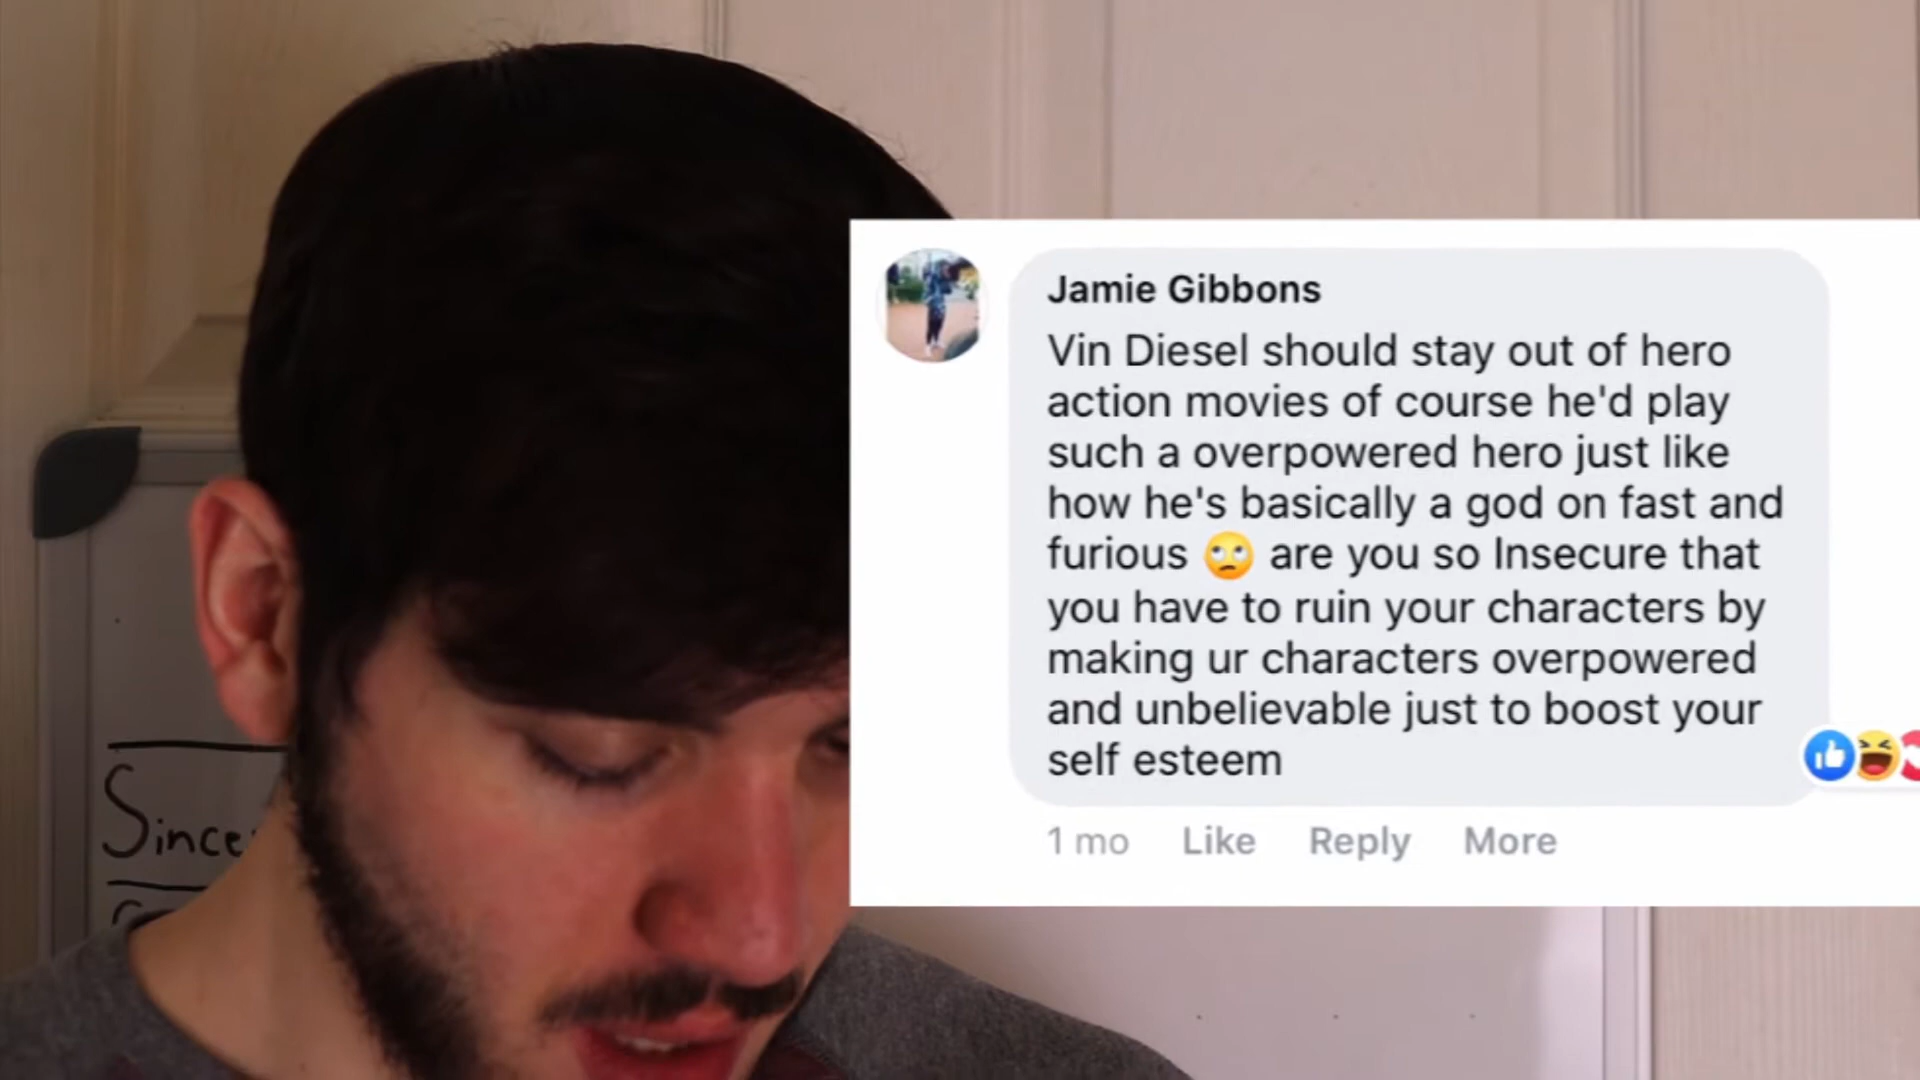 Jamie Gibbons
Vin Diesel should stay out of hero
action movies of course he'd play
such a overpowered hero just like
how he's basically a god on fast and
furious 🙄 are you so Insecure that
you have to ruin your characters by
making ur characters overpowered
and unbelievable just to boost your
self esteem
1 mo Like Reply More